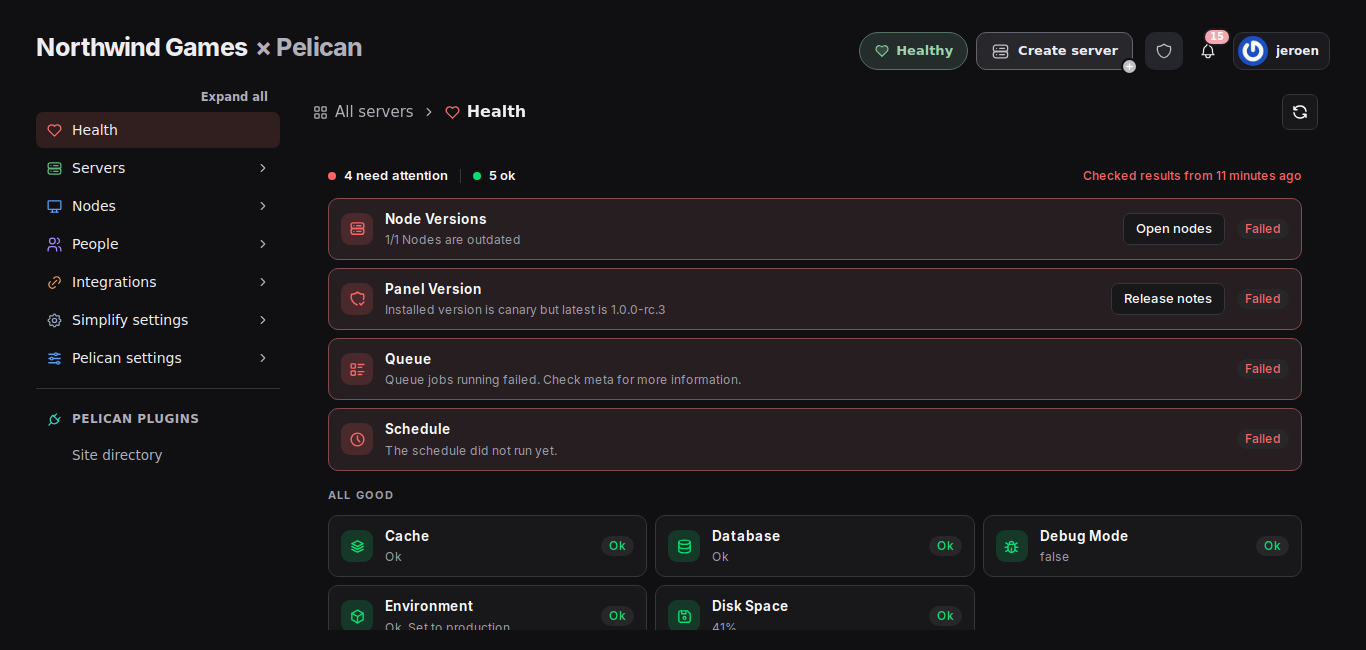 Northwind Games × Pelican
Healthy
Create server
15
jeroen
Expand all
Health
Servers
Nodes
People
Integrations
Simplify settings
Pelican settings
PELICAN PLUGINS
Site directory
All servers > Health
4 need attention
5 ok
Checked results from 11 minutes ago
Node Versions
1/1 Nodes are outdated
Open nodes
Failed
Panel Version
Installed version is canary but latest is 1.0.0-rc.3
Release notes
Failed
Queue
Queue jobs running failed. Check meta for more information.
Failed
Schedule
The schedule did not run yet.
Failed
ALL GOOD
Cache
Ok
Ok
Database
Ok
Ok
Debug Mode
false
Ok
Environment
Ok. Set to production
Ok
Disk Space
41%
Ok